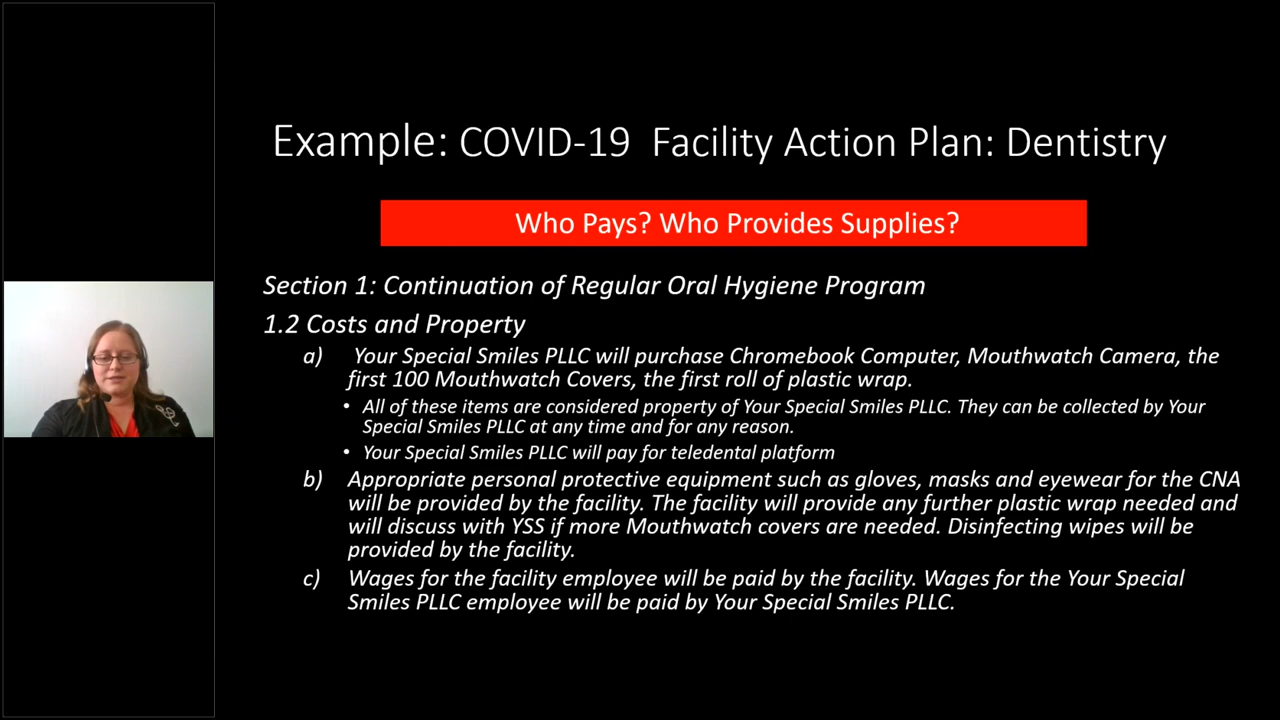 Example: COVID-19 Facility Action Plan: Dentistry
Who Pays? Who Provides Supplies?
Section 1: Continuation of Regular Oral Hygiene Program
1.2 Costs and Property
a) Your Special Smiles PLLC will purchase Chromebook Computer, Mouthwatch Camera, the
first 100 Mouthwatch Covers, the first roll of plastic wrap.
• All of these items are considered property of Your Special Smiles PLLC. They can be collected by Your
Special Smiles PLLC at any time and for any reason.
• Your Special Smiles PLLC will pay for teledental platform
b) Appropriate personal protective equipment such as gloves, masks and eyewear for the CNA
will be provided by the facility. The facility will provide any further plastic wrap needed and
will discuss with YSS if more Mouthwatch covers are needed. Disinfecting wipes will be
provided by the facility.
c) Wages for the facility employee will be paid by the facility. Wages for the Your Special
Smiles PLLC employee will be paid by Your Special Smiles PLLC.